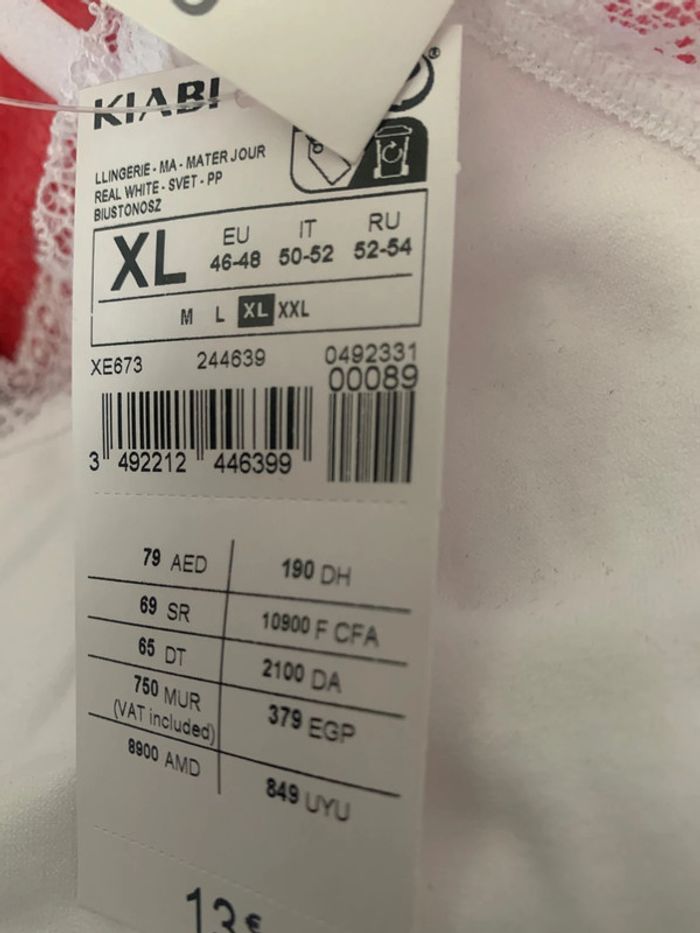 KIABI
®
LLINGERIE - MA - MATER JOUR
REAL WHITE - SVET - PP
BIUSTONOSZ
XL
EU IT RU
46-48 50-52 52-54
M L XL XXL
XE673 244639 0492331
00089
3 492212 446399
79 AED 190 DH
69 SR 10900 F CFA
65 DT 2100 DA
750 MUR 379 EGP
(VAT included)
8900 AMD 849 UYU
13€